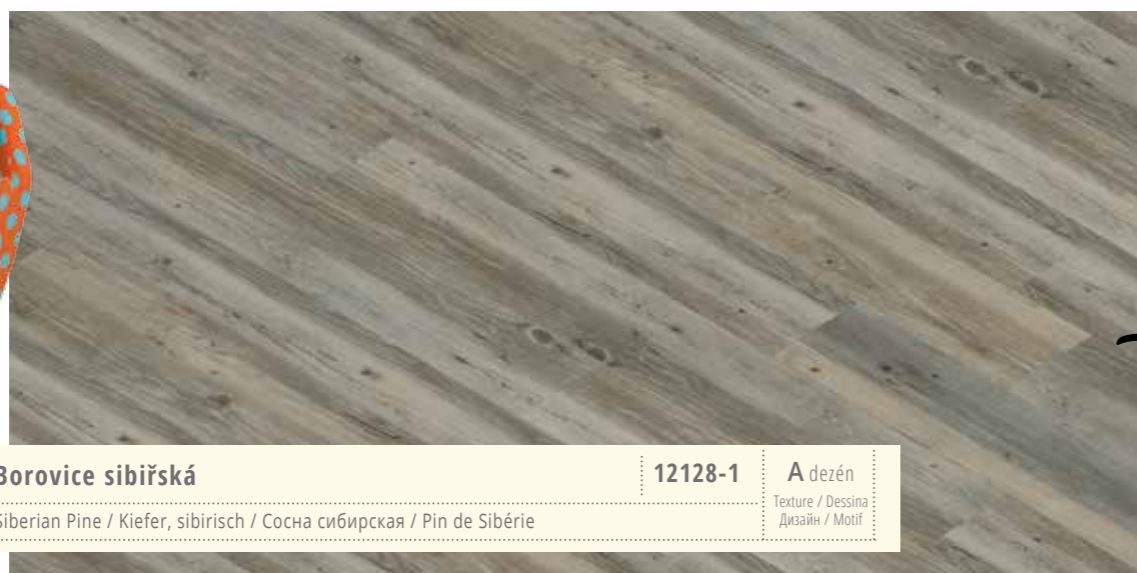 Borovice sibiřská
12128-1
A dezén
Texture / Dessina
Дизайн / Motif
Siberian Pine / Kiefer, sibirisch / Сосна сибирская / Pin de Sibérie